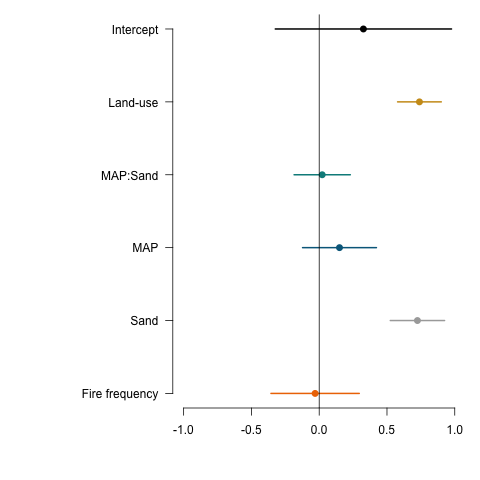 Intercept
Land-use
MAP:Sand
MAP
Sand
Fire frequency
-1.0 -0.5 0.0 0.5 1.0